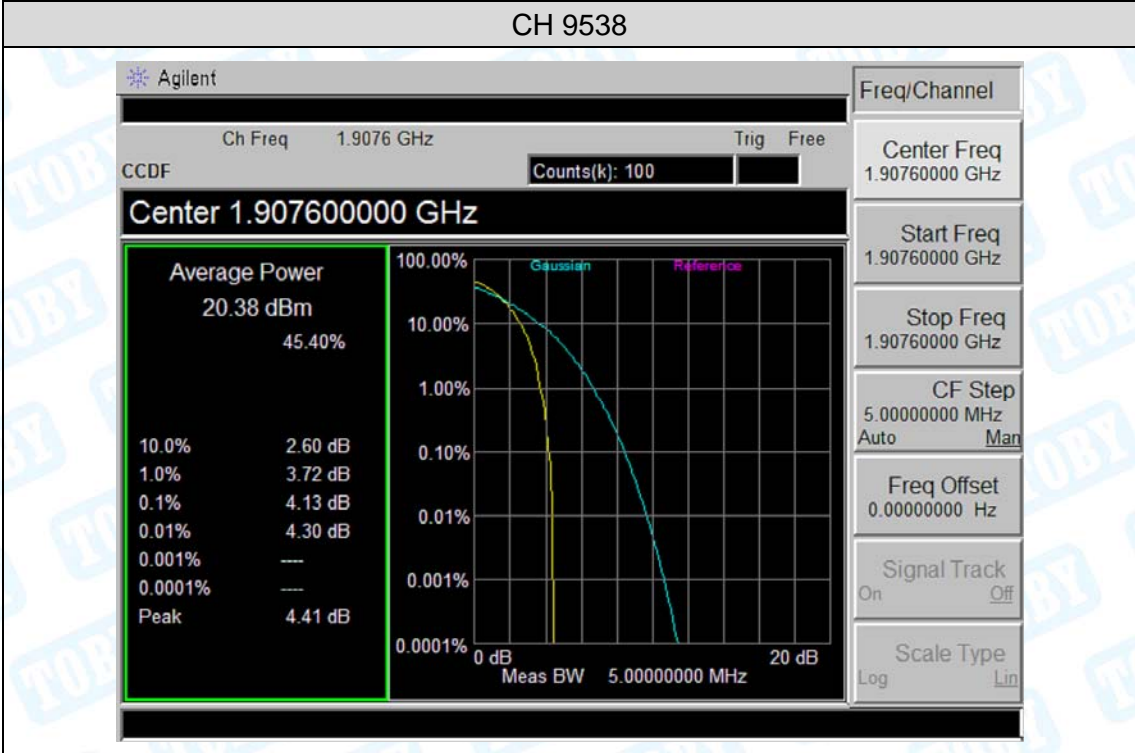 CH 9538
Agilent
Ch Freq 1.9076 GHz Trig Free
CCDF Counts(k): 100
Center 1.907600000 GHz
Average Power
20.38 dBm
45.40%
10.0% 2.60 dB
1.0% 3.72 dB
0.1% 4.13 dB
0.01% 4.30 dB
0.001% ----
0.0001% ----
Peak 4.41 dB
Gaussian Reference
100.00%
10.00%
1.00%
0.10%
0.01%
0.001%
0.0001%
0 dB 20 dB
Meas BW 5.00000000 MHz
Freq/Channel
Center Freq
1.90760000 GHz
Start Freq
1.90760000 GHz
Stop Freq
1.90760000 GHz
CF Step
5.00000000 MHz
Auto Man
Freq Offset
0.00000000 Hz
Signal Track
On Off
Scale Type
Log Lin
TOBY